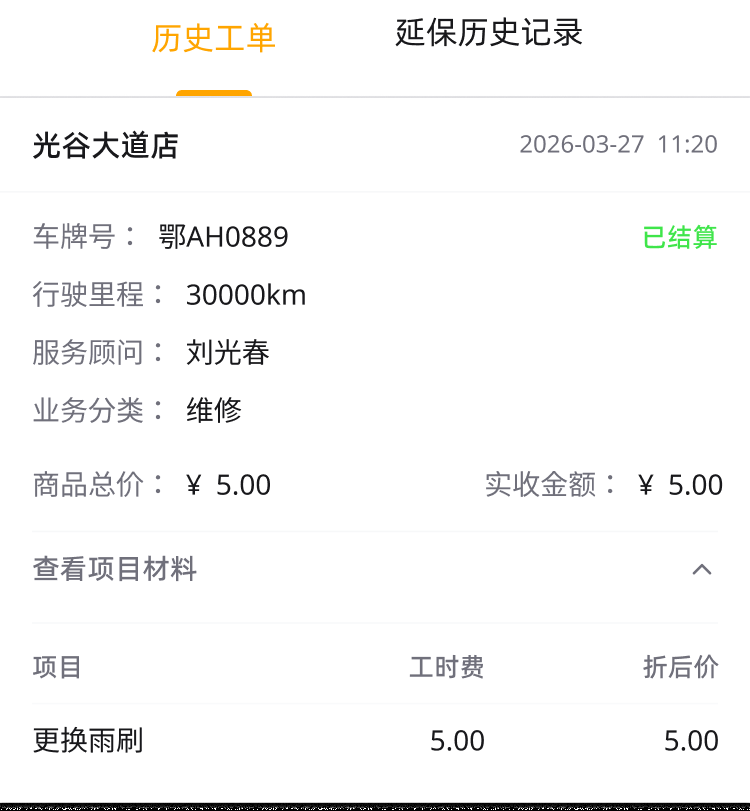 历史工单 延保历史记录
光谷大道店 2026-03-27 11:20
车牌号： 鄂AH0889 已结算
行驶里程： 30000km
服务顾问： 刘光春
业务分类： 维修
商品总价： ¥ 5.00 实收金额： ¥ 5.00
查看项目材料
项目 工时费 折后价
更换雨刷 5.00 5.00